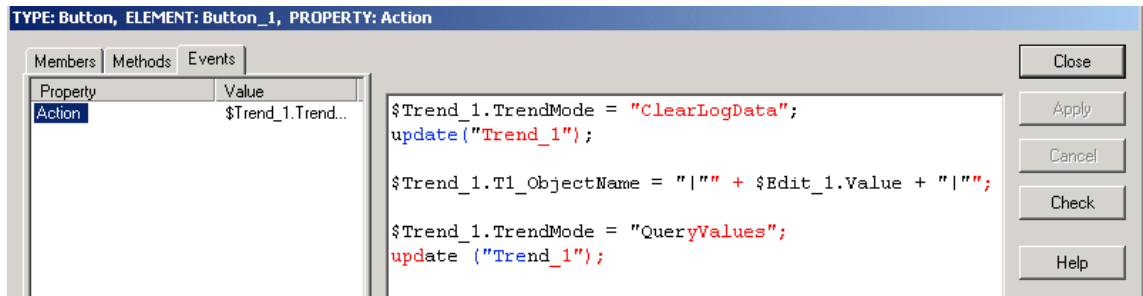 TYPE: Button, ELEMENT: Button_1, PROPERTY: Action
Members Methods Events
Property Value
Action $Trend_1.Trend...
$Trend_1.TrendMode = "ClearLogData";
update("Trend_1");
$Trend_1.T1_ObjectName = "|"" + $Edit_1.Value + "|"";
$Trend_1.TrendMode = "QueryValues";
update ("Trend_1");
Close
Apply
Cancel
Check
Help